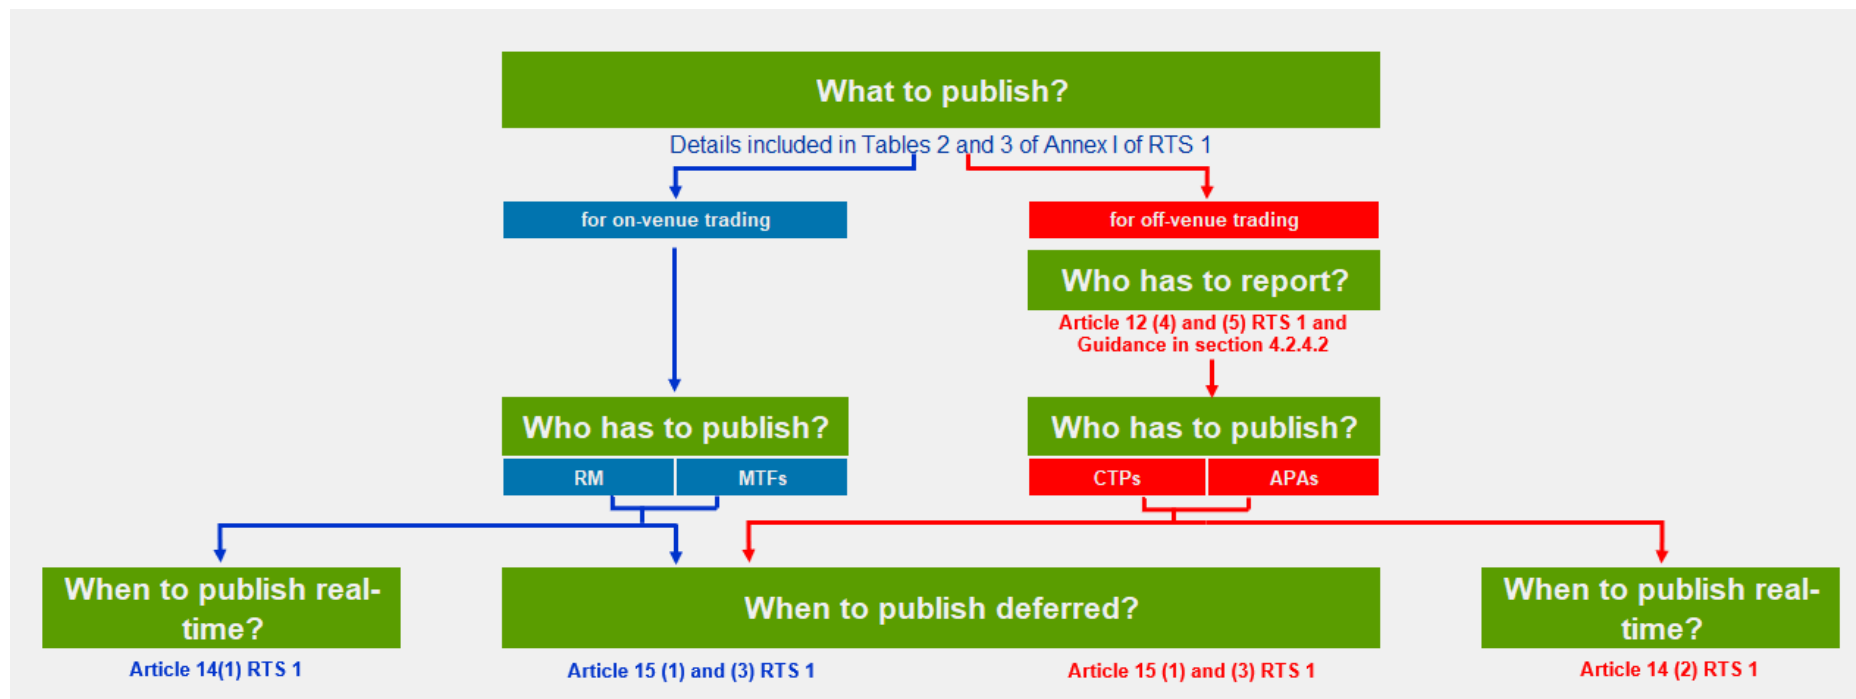 What to publish?
Details included in Tables 2 and 3 of Annex I of RTS 1
for on-venue trading
for off-venue trading
Who has to report?
Article 12 (4) and (5) RTS 1 and
Guidance in section 4.2.4.2
Who has to publish?
Who has to publish?
RM
MTFs
CTPs
APAs
When to publish real-
time?
When to publish deferred?
When to publish real-
time?
Article 14(1) RTS 1
Article 15 (1) and (3) RTS 1
Article 15 (1) and (3) RTS 1
Article 14 (2) RTS 1